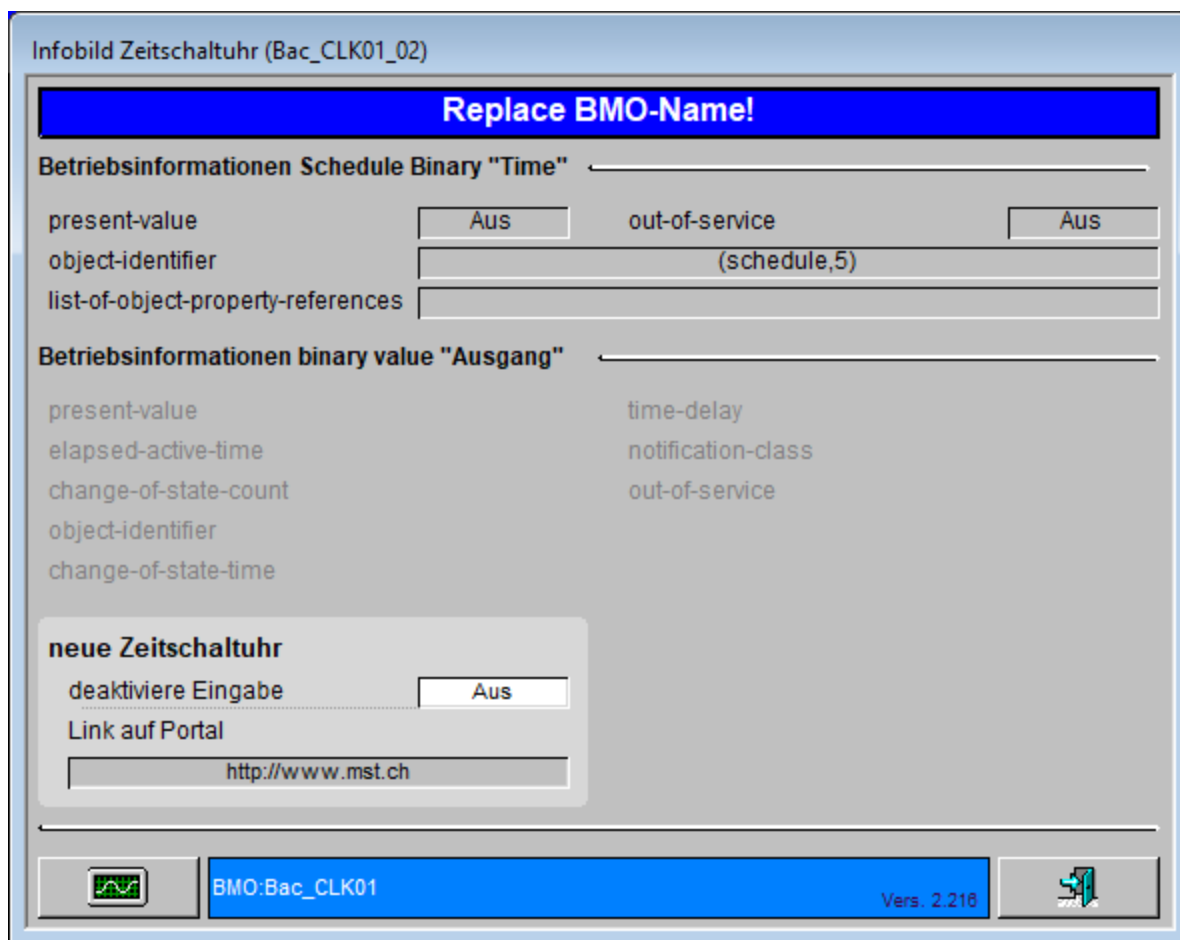 Infobild Zeitschaltuhr (Bac_CLK01_02)
Replace BMO-Name!
Betriebsinformationen Schedule Binary "Time"
present-value Aus out-of-service Aus
object-identifier (schedule,5)
list-of-object-property-references
Betriebsinformationen binary value "Ausgang"
present-value time-delay
elapsed-active-time notification-class
change-of-state-count out-of-service
object-identifier
change-of-state-time
neue Zeitschaltuhr
deaktiviere Eingabe Aus
Link auf Portal
http://www.mst.ch
BMO:Bac_CLK01 Vers. 2.216